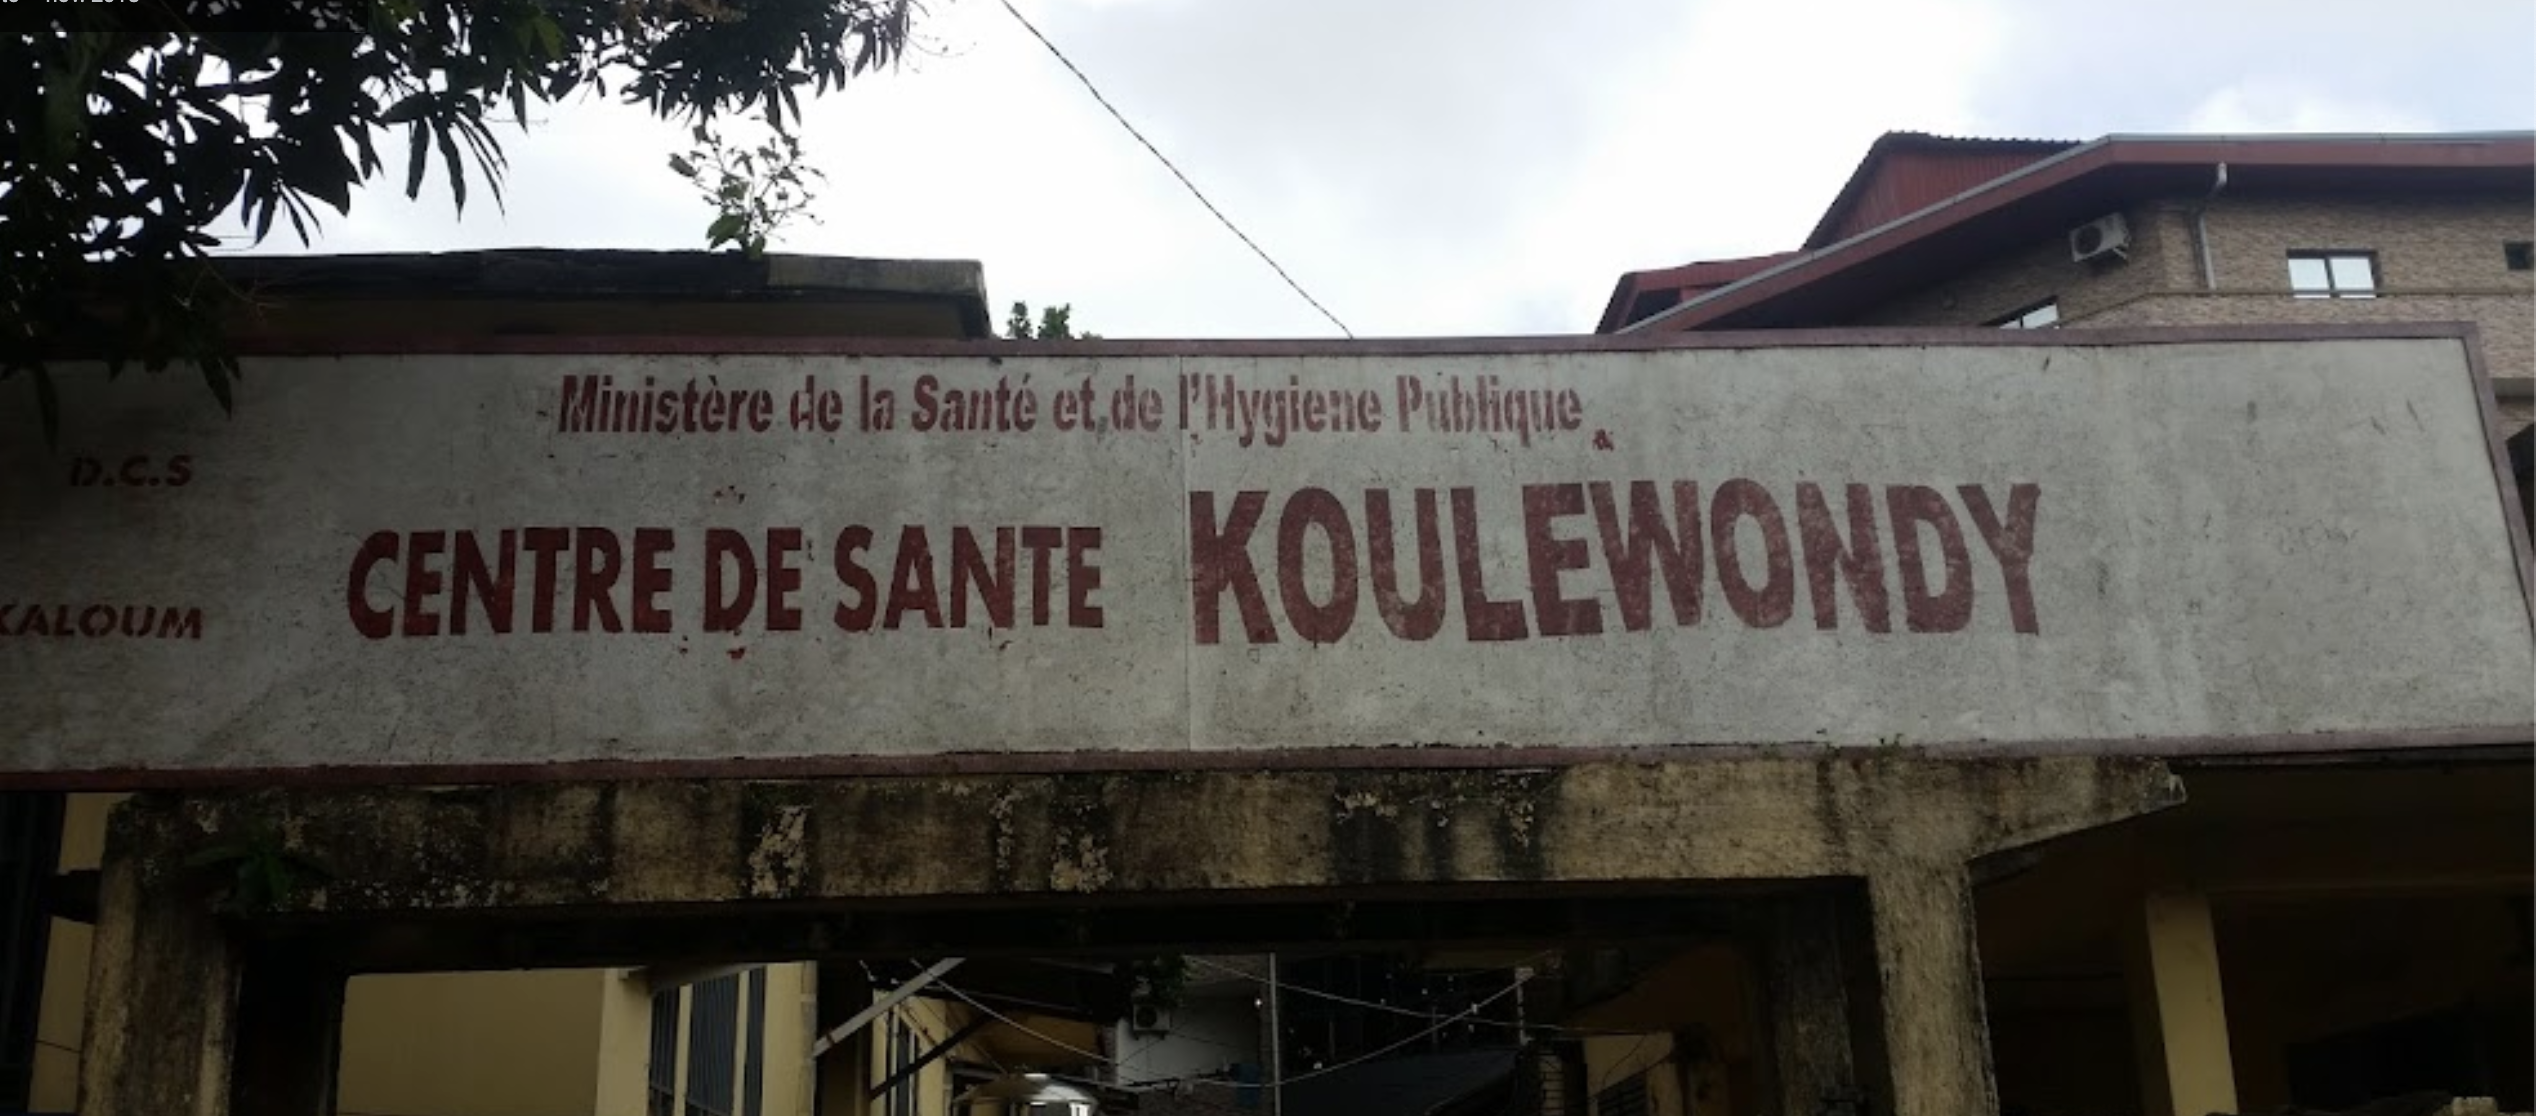 Ministère de la Santé et de l'Hygiene Publique
D.C.S
CENTRE DE SANTE KOULEWONDY
KALOUM